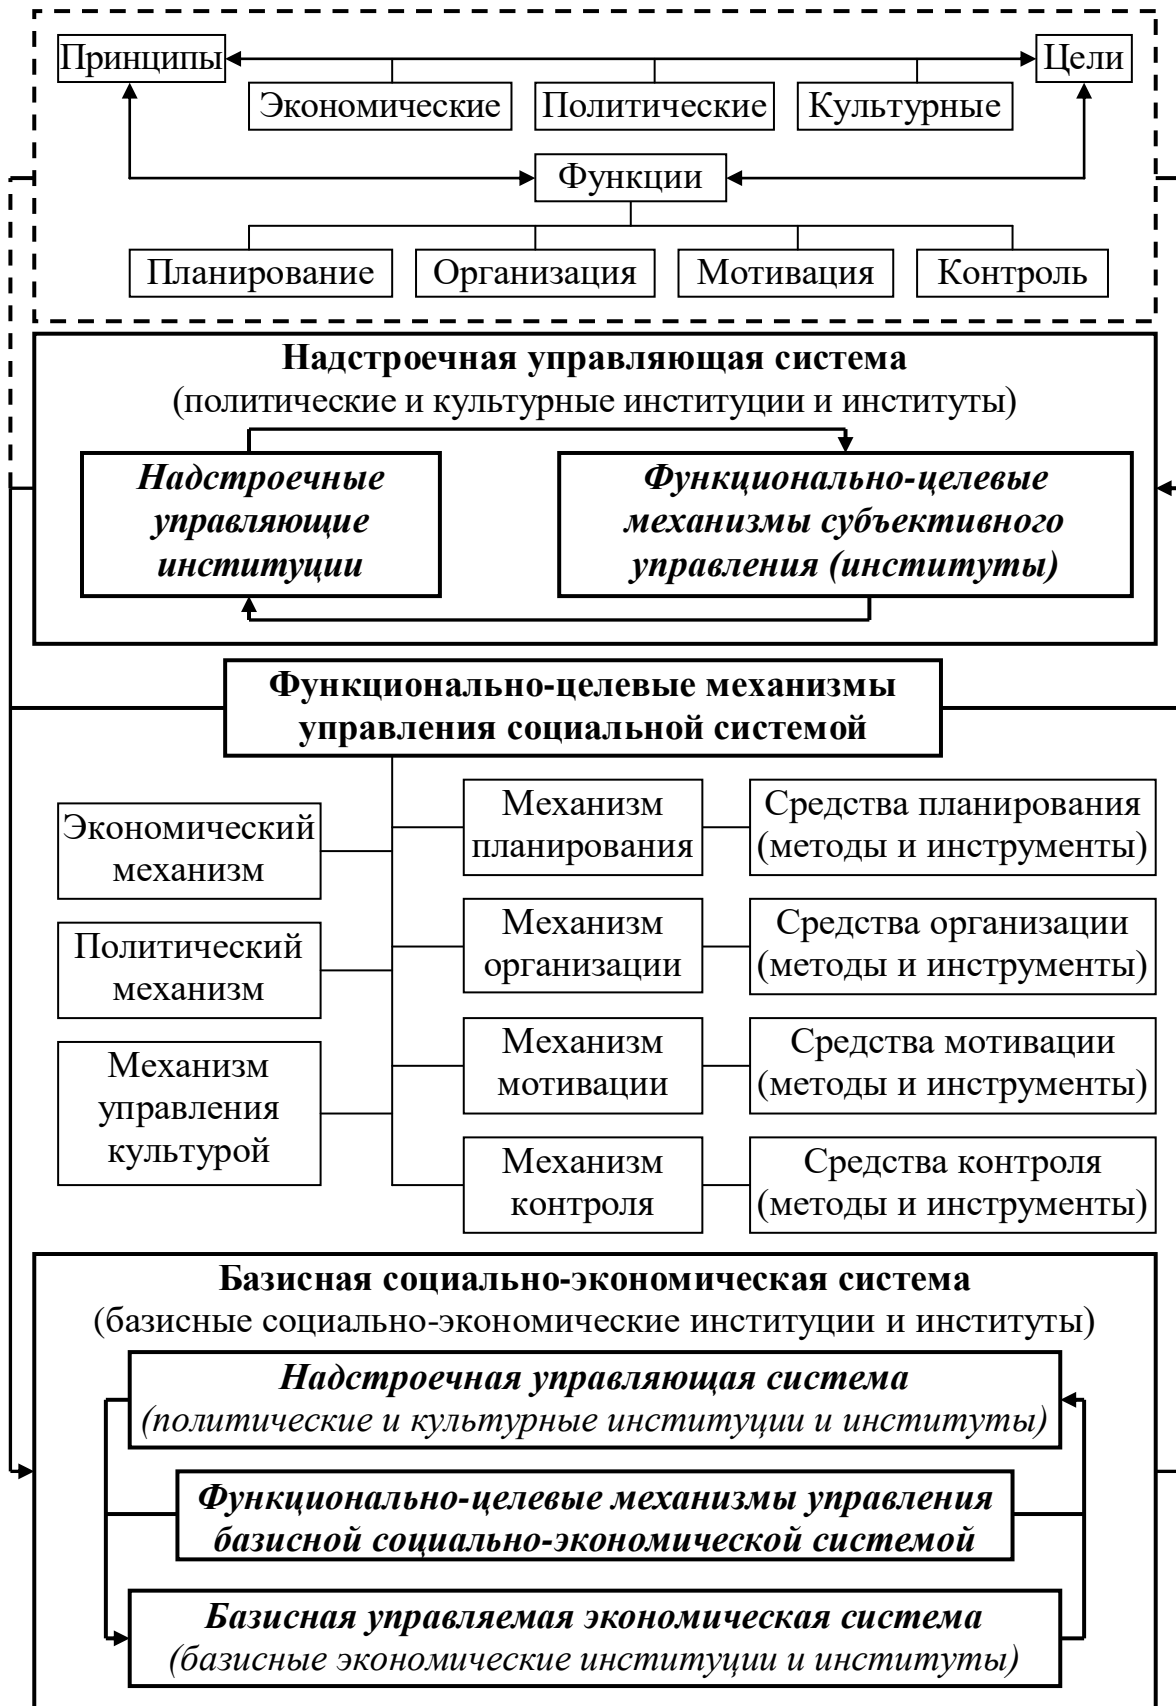 Принципы
Цели
Экономические
Политические
Культурные
Функции
Планирование
Организация
Мотивация
Контроль
Надстроечная управляющая система
(политические и культурные институции и институты)
Надстроечные
управляющие
институции
Функционально-целевые
механизмы субъективного
управления (институты)
Функционально-целевые механизмы
управления социальной системой
Экономический
механизм
Политический
механизм
Механизм
управления
культурой
Механизм
планирования
Средства планирования
(методы и инструменты)
Механизм
организации
Средства организации
(методы и инструменты)
Механизм
мотивации
Средства мотивации
(методы и инструменты)
Механизм
контроля
Средства контроля
(методы и инструменты)
Базисная социально-экономическая система
(базисные социально-экономические институции и институты)
Надстроечная управляющая система
(политические и культурные институции и институты)
Функционально-целевые механизмы управления
базисной социально-экономической системой
Базисная управляемая экономическая система
(базисные экономические институции и институты)